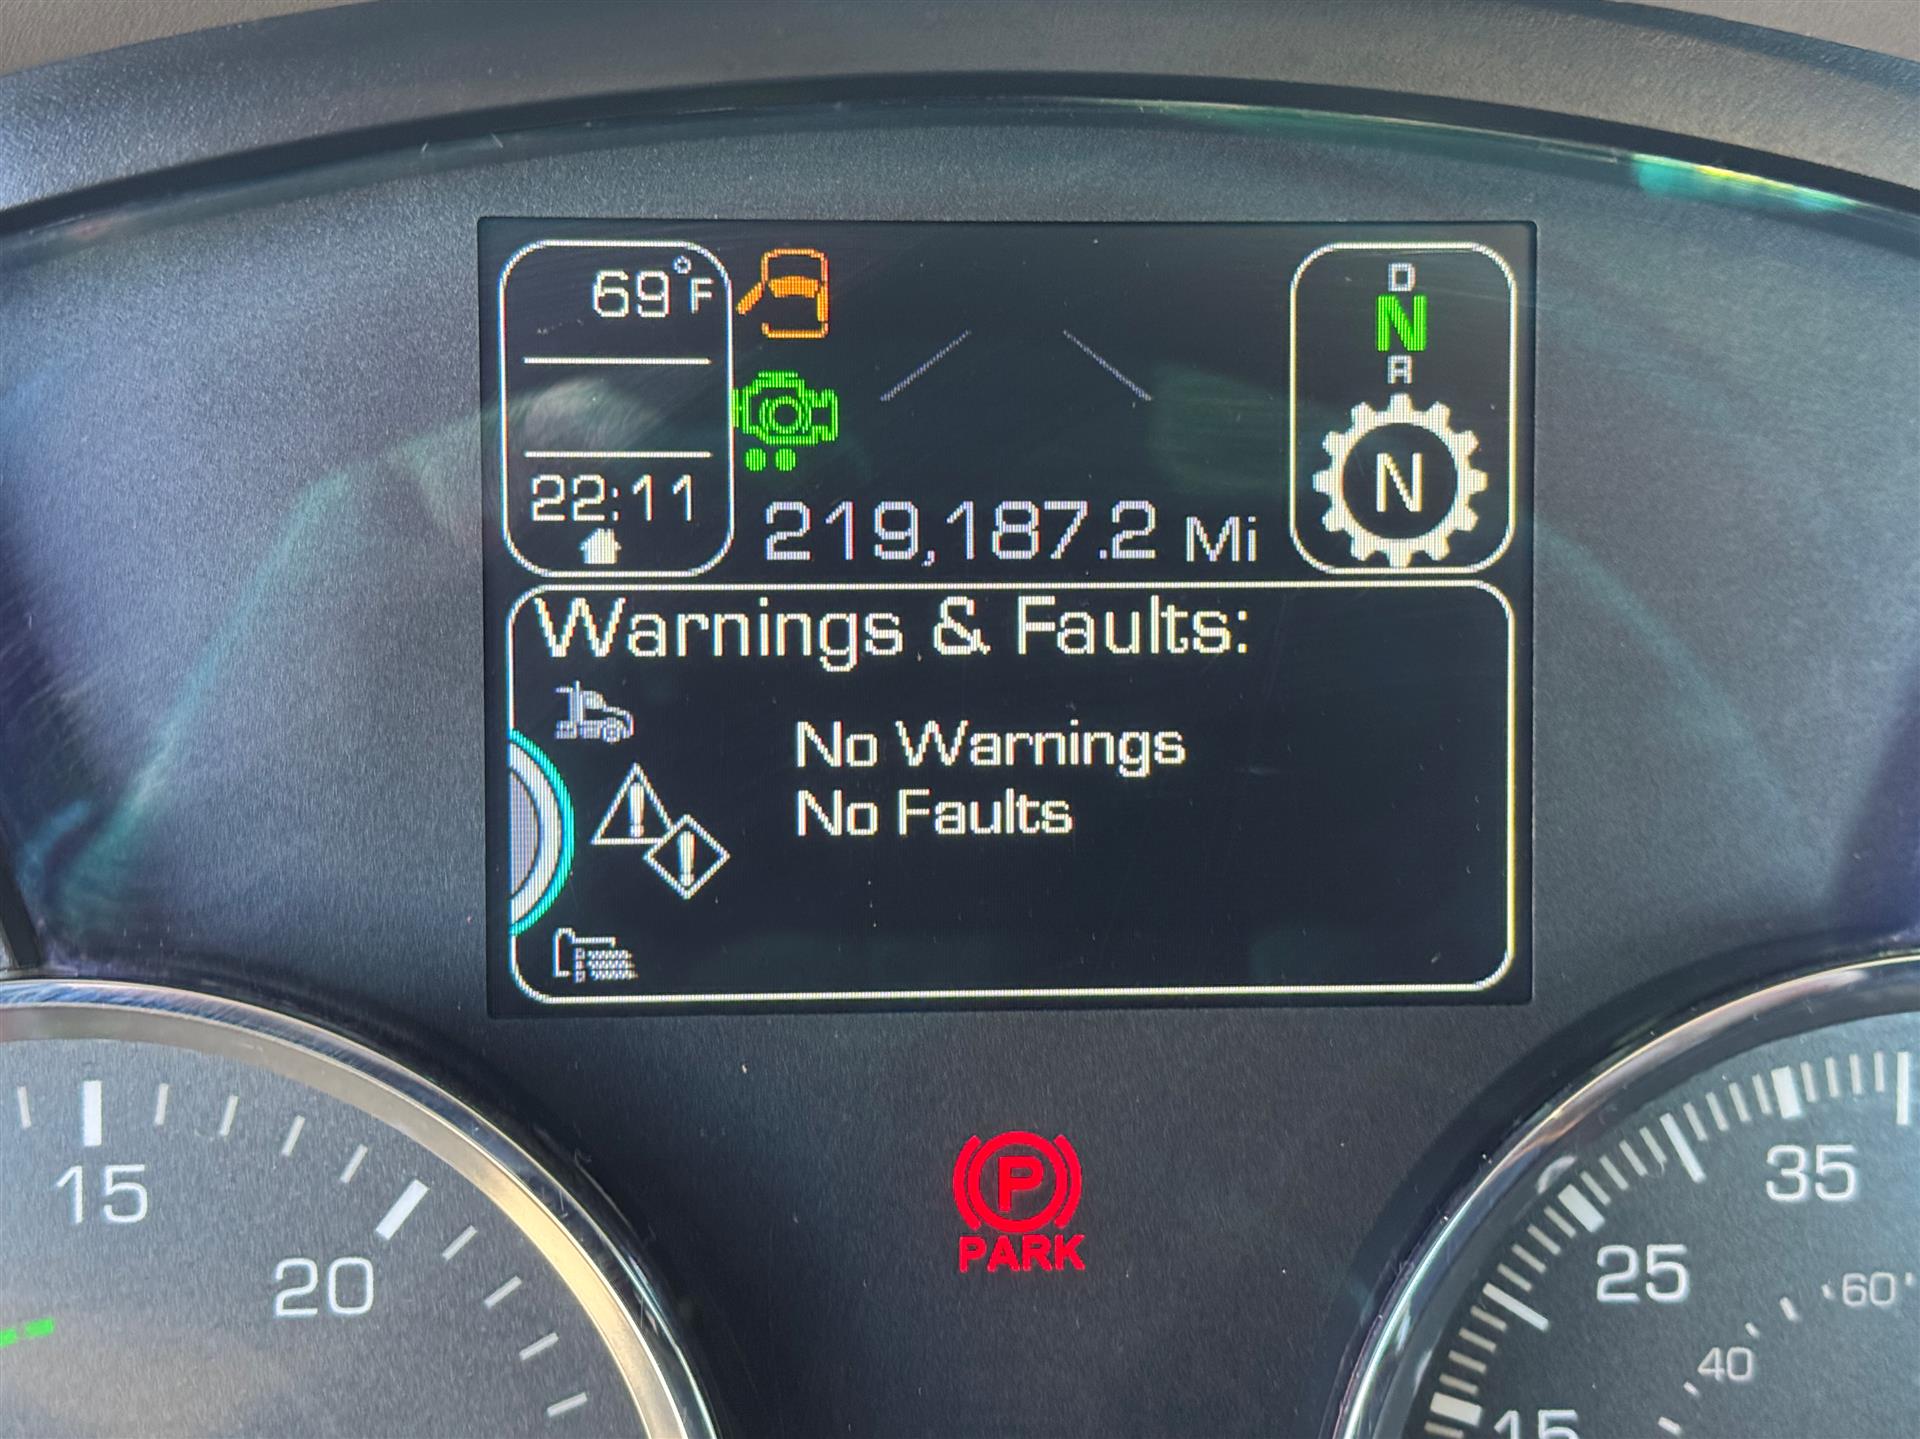 69°F
22:11
219,187.2 Mi
D
N
R
N
Warnings & Faults:
No Warnings
No Faults
P
PARK
15
20
35
25
15
60
40